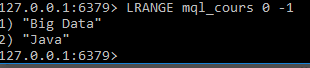 127.0.0.1:6379> LRANGE mql_cours 0 -1
1) "Big Data"
2) "Java"
127.0.0.1:6379>